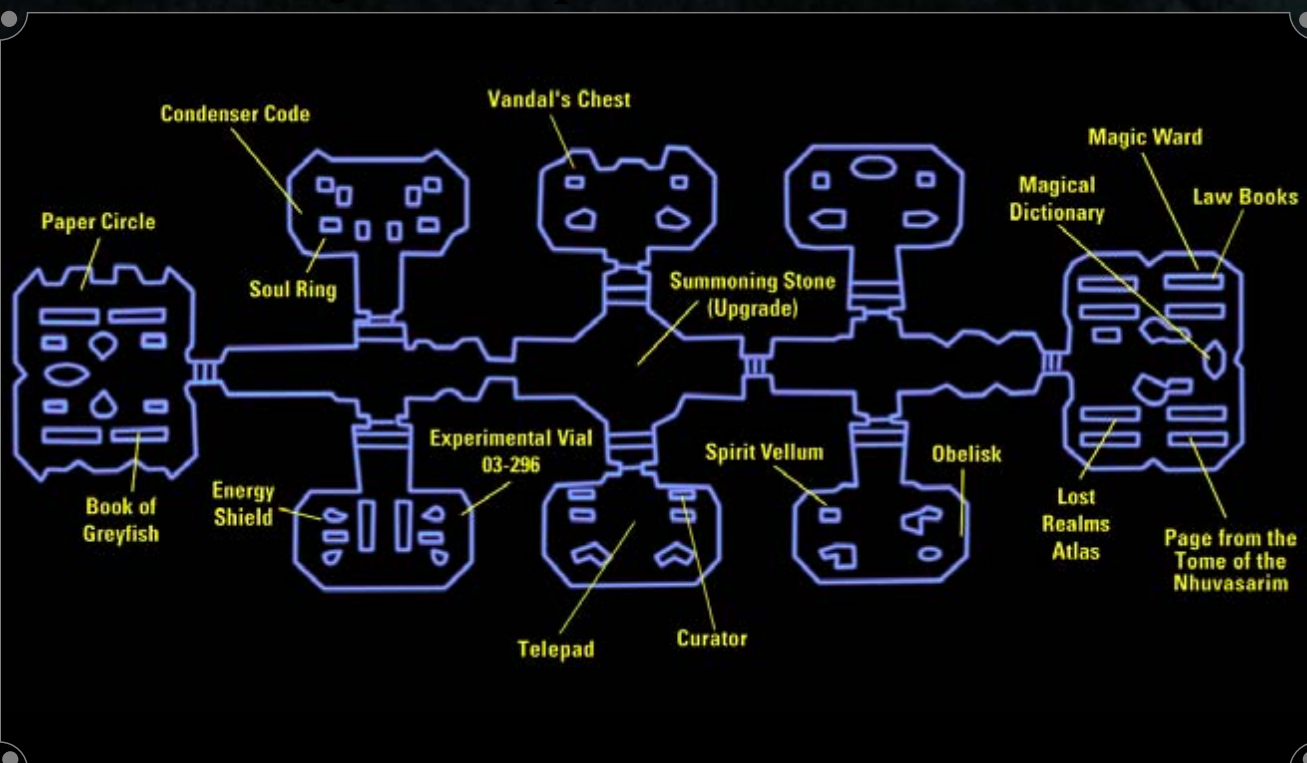 Vandal's Chest
Condenser Code
Magic Ward
Magical
Dictionary
Law Books
Paper Circle
Soul Ring
Summoning Stone
(Upgrade)
Experimental Vial
03-296
Spirit Vellum
Obelisk
Energy
Shield
Book of
Greyfish
Lost
Realms
Atlas
Page from the
Tome of the
Nhuvasarim
Telepad
Curator